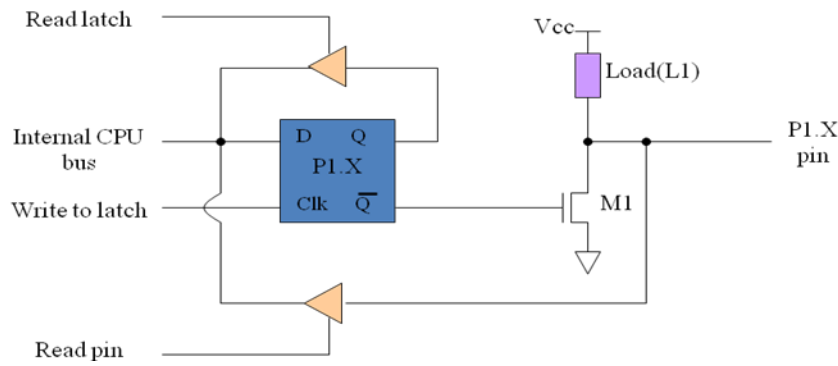 Read latch
Vcc
Load(L1)
Internal CPU
bus
D Q
P1.X
P1.X
pin
Write to latch
Clk Q̅
M1
Read pin